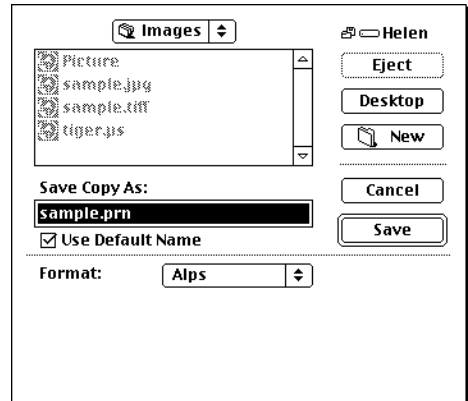 Images
Helen
Picture
sample.jpg
sample.tiff
tiger.ps
Eject
Desktop
New
Save Copy As:
sample.prn
Use Default Name
Cancel
Save
Format:
Alps